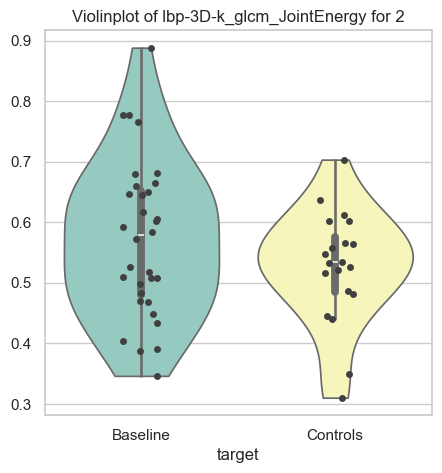 Violinplot of lbp-3D-k_glcm_JointEnergy for 2
0.9
0.8
0.7
0.6
0.5
0.4
0.3
Baseline Controls
target